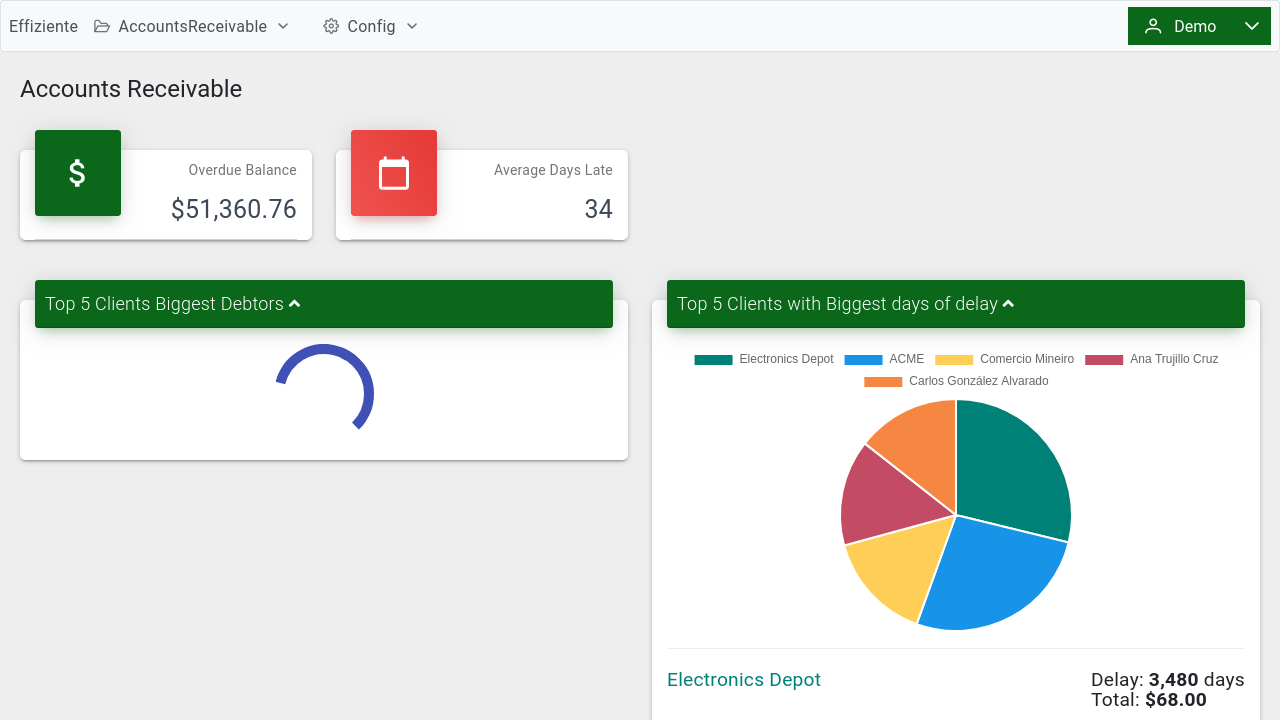 Effiziente AccountsReceivable Config Demo
Accounts Receivable
Overdue Balance
$51,360.76
Average Days Late
34
Top 5 Clients Biggest Debtors
Top 5 Clients with Biggest days of delay
Electronics Depot ACME Comercio Mineiro Ana Trujillo Cruz
Carlos González Alvarado
Electronics Depot
Delay: 3,480 days
Total: $68.00